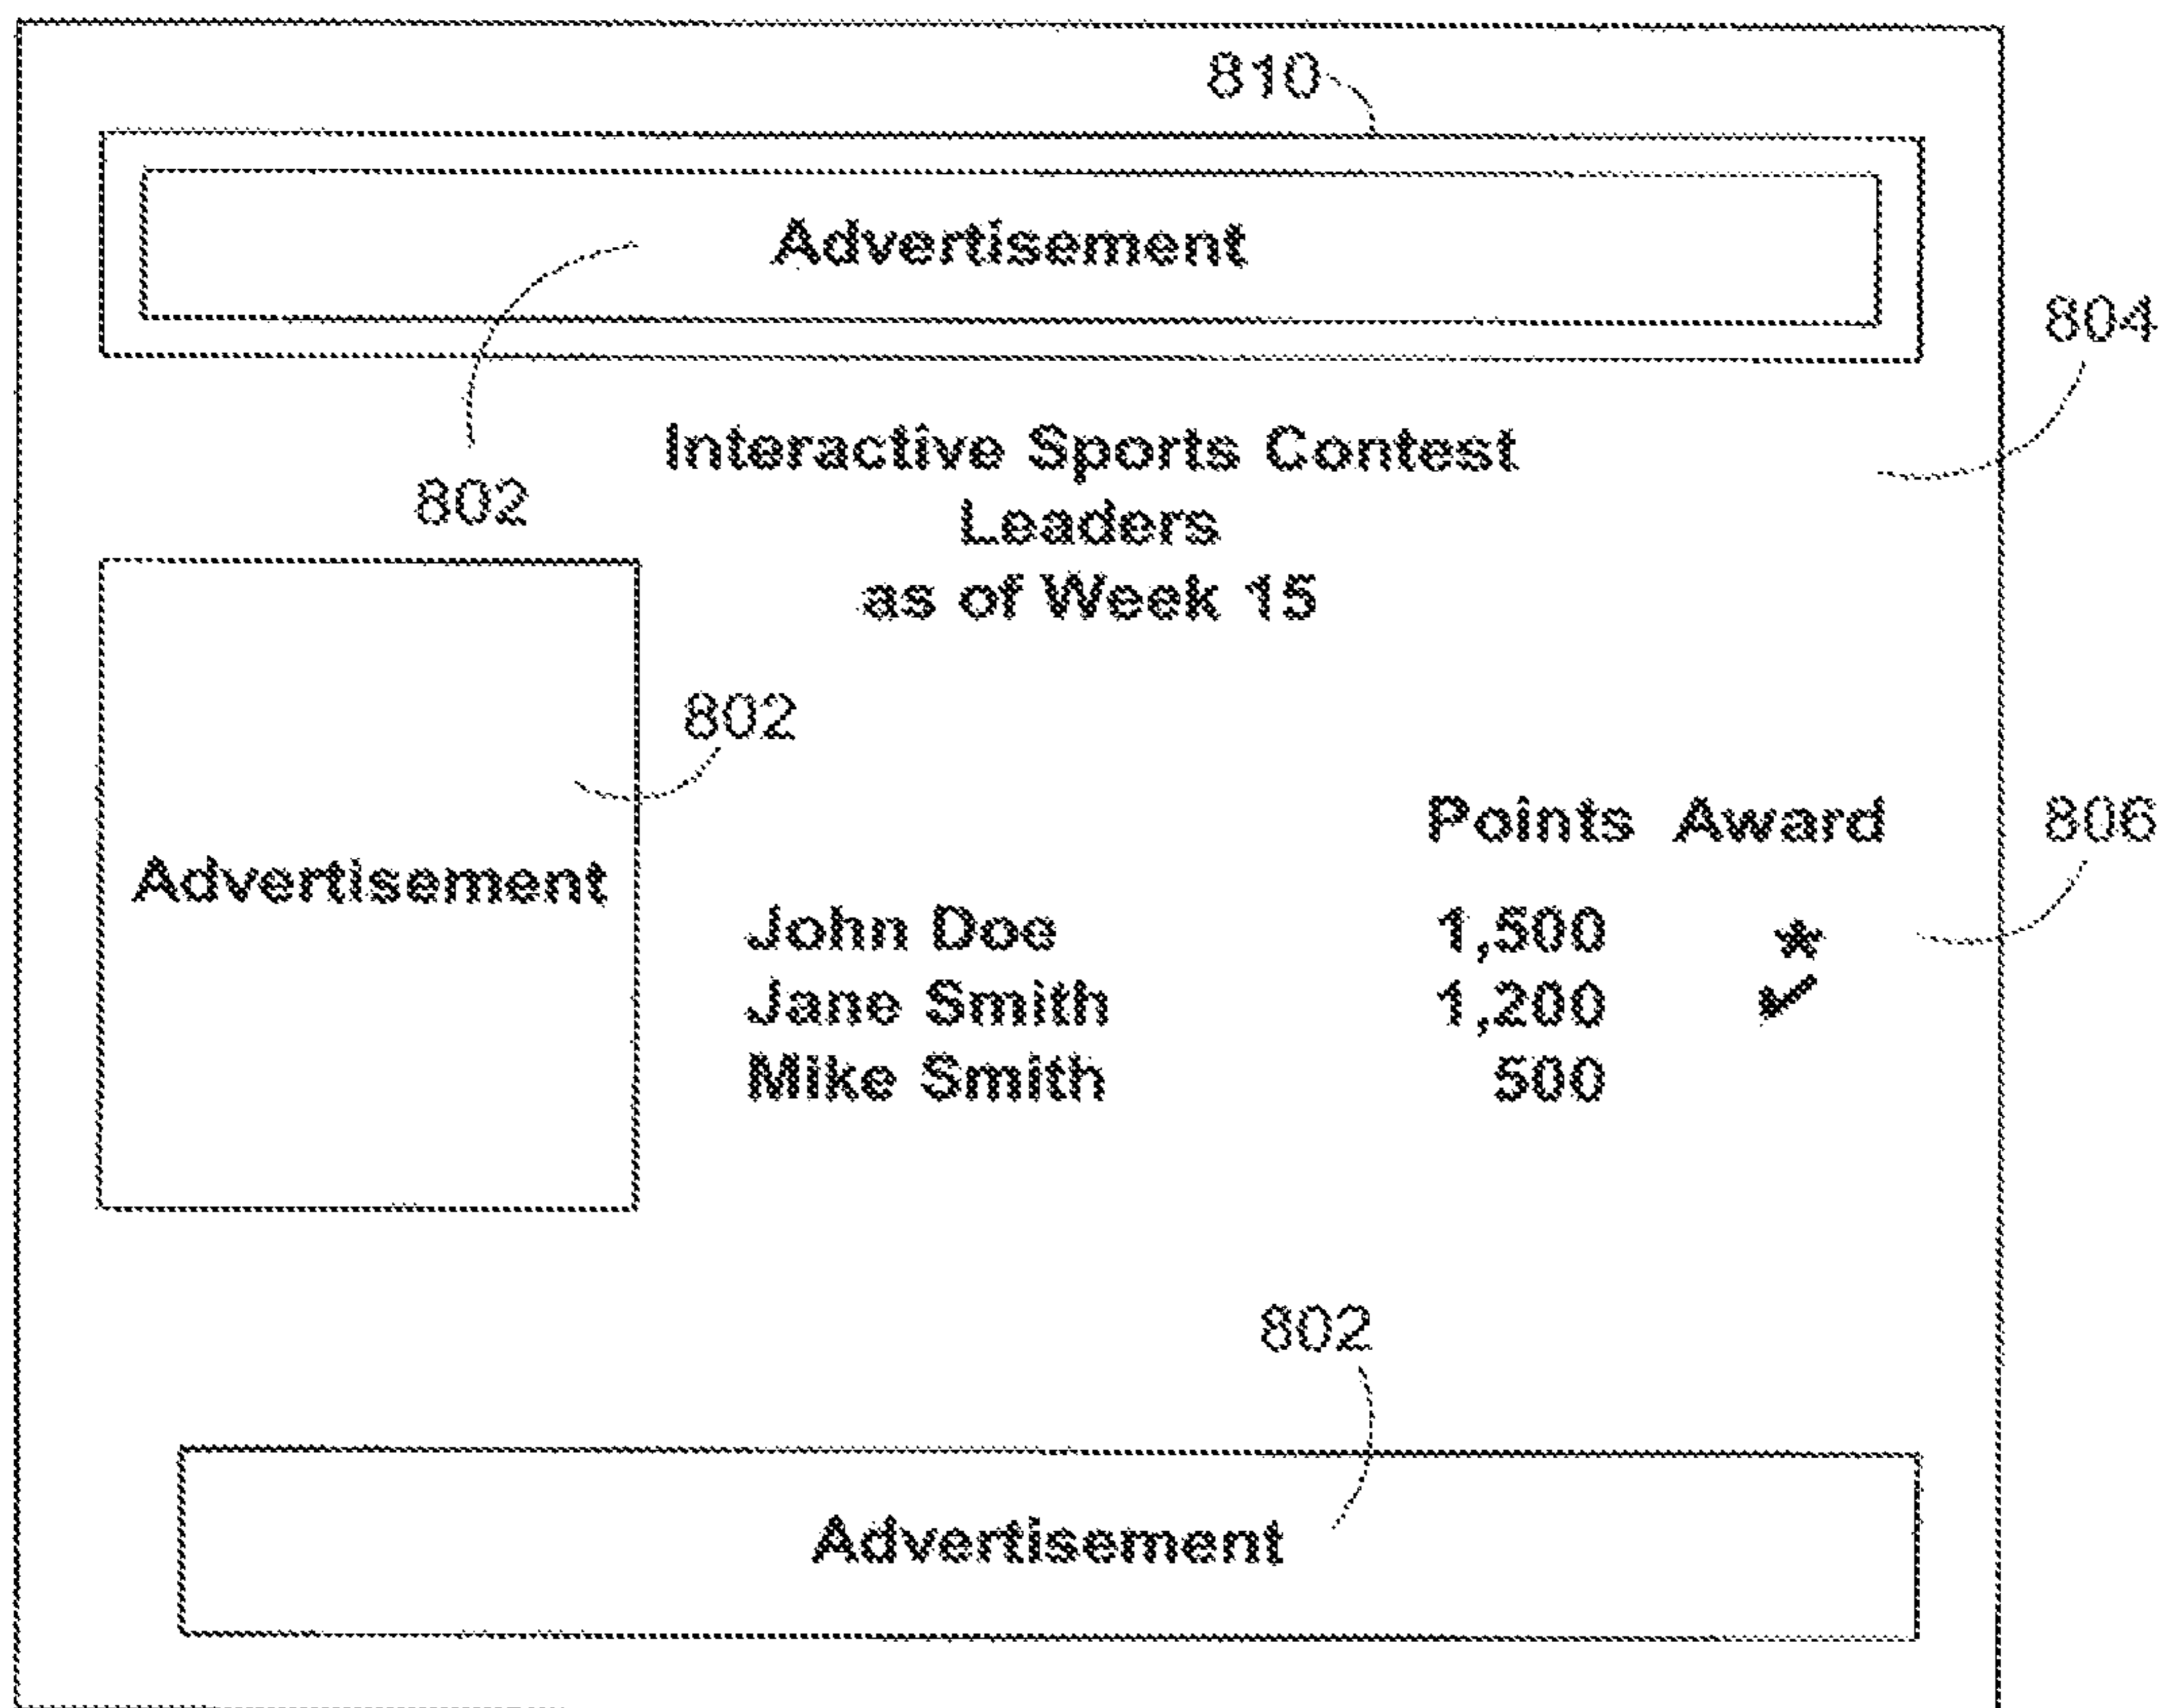 810
Advertisement
804
802
Interactive Sports Contest
Leaders
as of Week 15
802
Advertisement
Points Award
806
John Doe 1,500 *
Jane Smith 1,200 ✓
Mike Smith 500
802
Advertisement